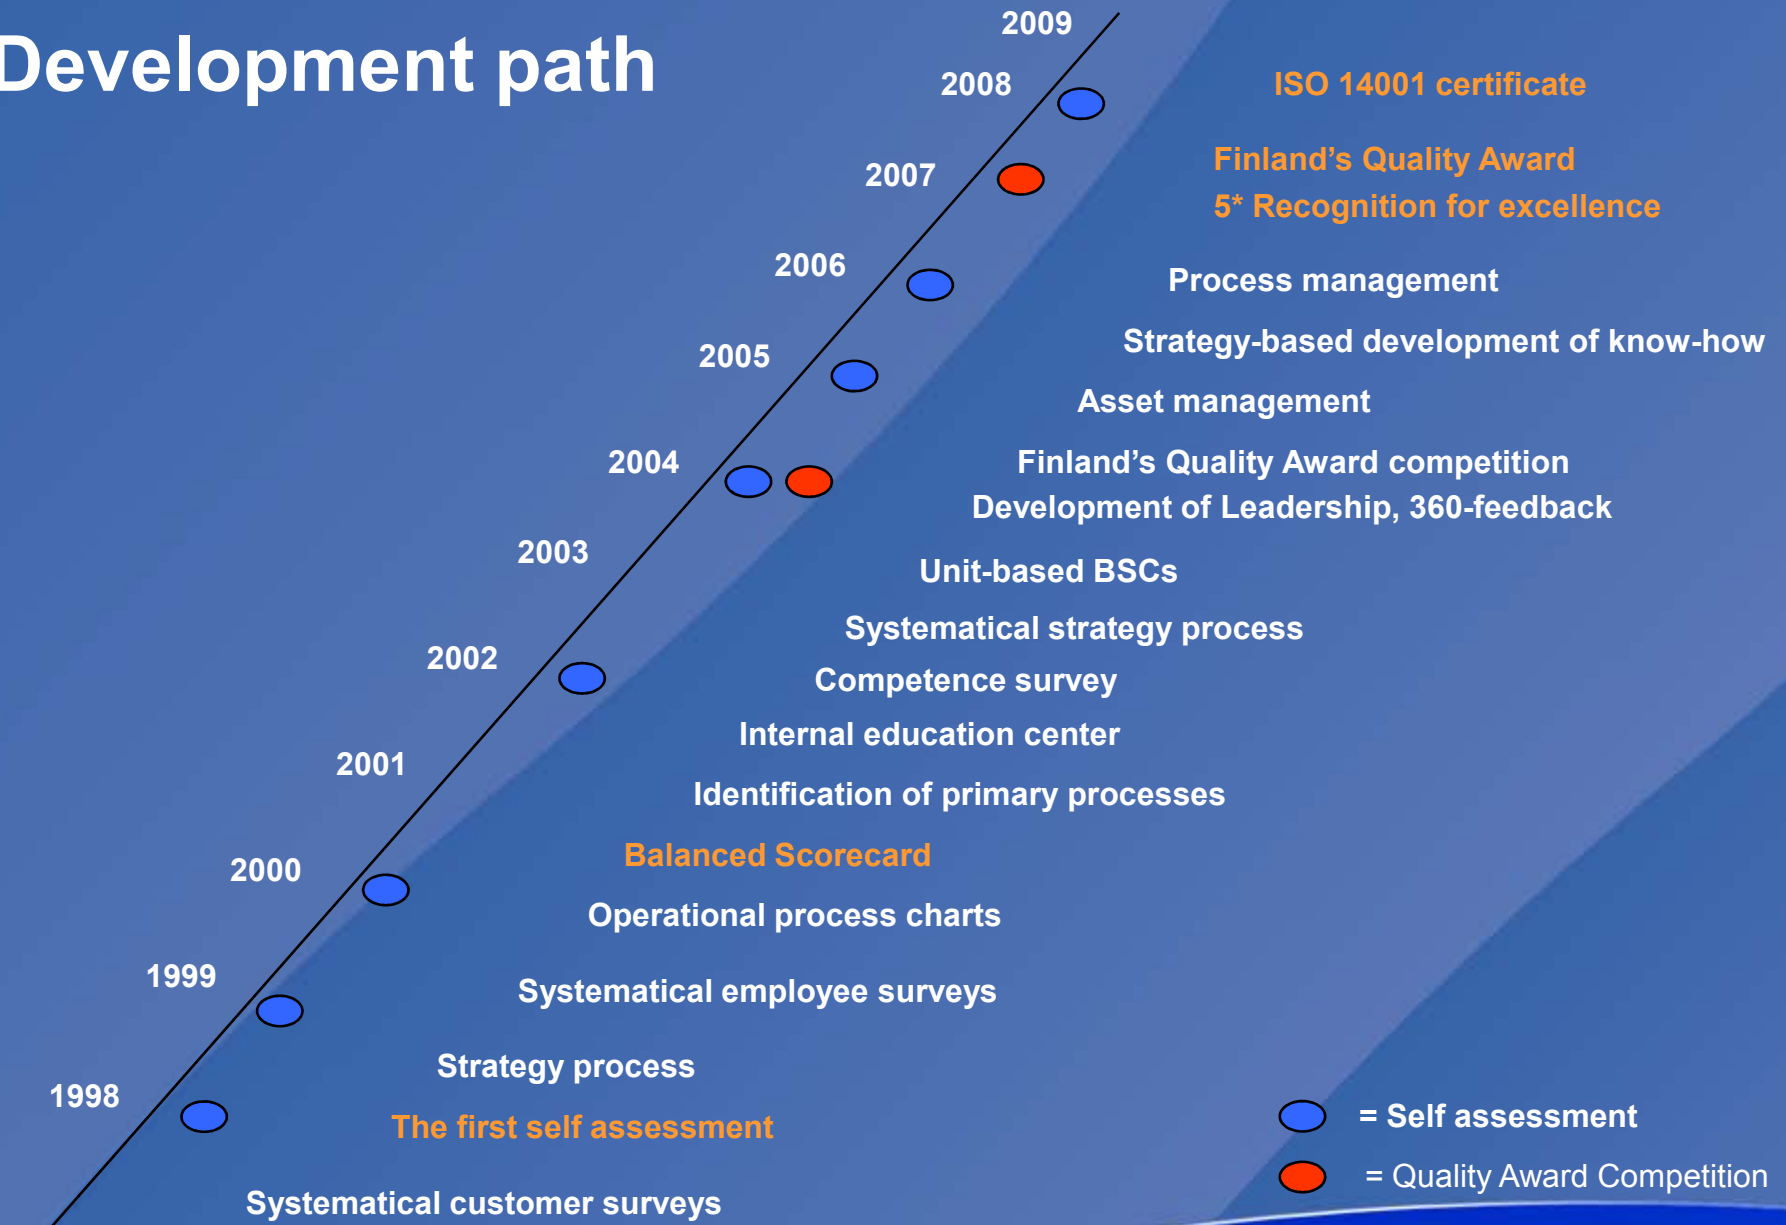 Development path
2009
2008
ISO 14001 certificate
2007
Finland's Quality Award
5* Recognition for excellence
2006
Process management
Strategy-based development of know-how
2005
Asset management
2004
Finland's Quality Award competition
Development of Leadership, 360-feedback
2003
Unit-based BSCs
Systematical strategy process
2002
Competence survey
Internal education center
2001
Identification of primary processes
Balanced Scorecard
2000
Operational process charts
1999
Systematical employee surveys
Strategy process
1998
The first self assessment
Systematical customer surveys
= Self assessment
= Quality Award Competition